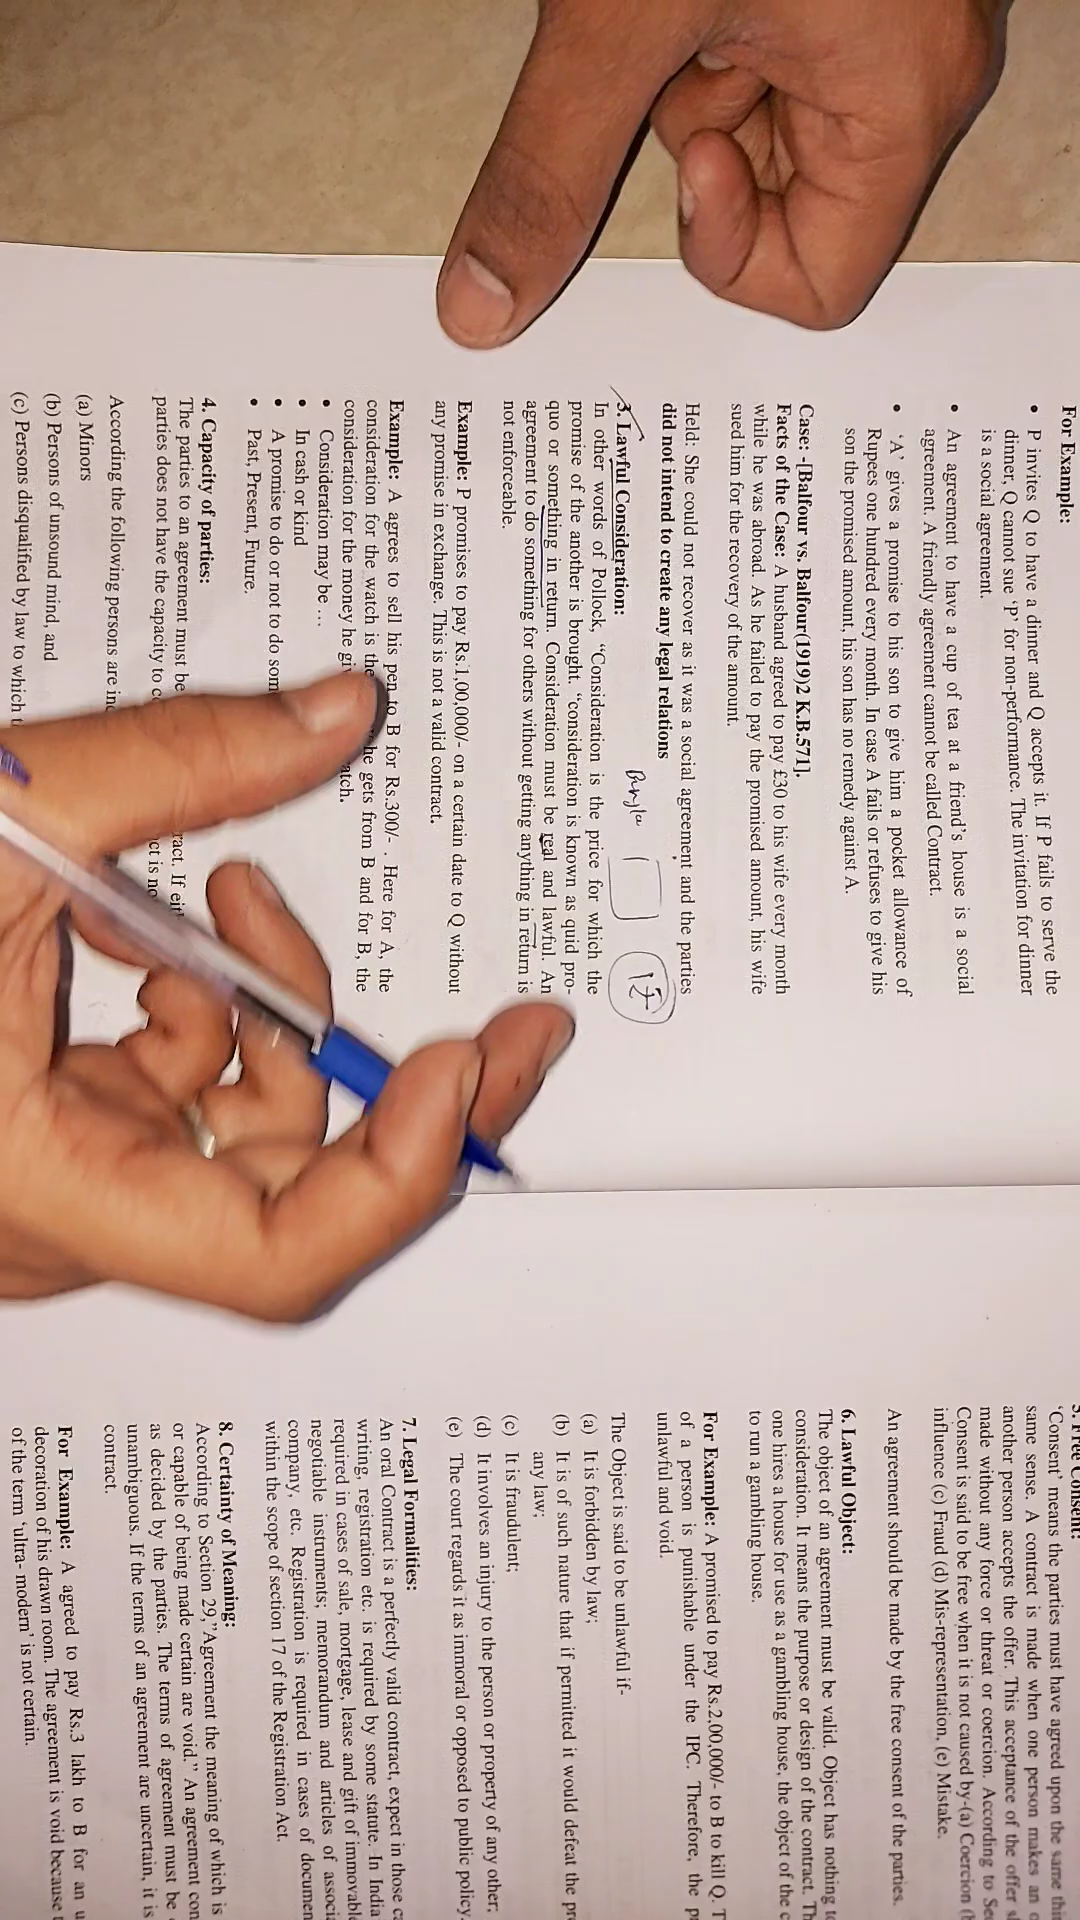 For Example:
• P invites Q to have a dinner and Q accepts it. If P fails to serve the
dinner, Q cannot sue ‘P’ for non-performance. The invitation for dinner
is a social agreement.
• An agreement to have a cup of tea at a friend’s house is a social
agreement. A friendly agreement cannot be called Contract.
• ‘A’ gives a promise to his son to give him a pocket allowance of
Rupees one hundred every month. In case A fails or refuses to give his
son the promised amount, his son has no remedy against A.
Case: -[Balfour vs. Balfour(1919)2 K.B.571].
Facts of the Case: A husband agreed to pay £30 to his wife every month
while he was abroad. As he failed to pay the promised amount, his wife
sued him for the recovery of the amount.
Held: She could not recover as it was a social agreement and the parties
did not intend to create any legal relations
17
3. Lawful Consideration:
In other words of Pollock, “Consideration is the price for which the
promise of the another is brought. “consideration is known as quid pro-
quo or something in return. Consideration must be real and lawful. An
agreement to do something for others without getting anything in return is
not enforceable.
Example: P promises to pay Rs.1,00,000/- on a certain date to Q without
any promise in exchange. This is not a valid contract.
Example: A agrees to sell his pen to B for Rs.300/- . Here for A, the
consideration for the watch is the he gets from B and for B, the
consideration for the money he
• Consideration may be …
• In cash or kind
• A promise to do or not to do
• Past, Present, Future.
4. Capacity of parties:
The parties to an agreement must be If
parties does not have the capacity to is
According the following persons are
(a) Minors
(b) Persons of unsound mind, and
(c) Persons disqualified by law to which
5. Free Consent:
‘Consent’ means the parties must have agreed upon the same
same sense. A contract is made when one person makes an
another person accepts the offer. This acceptance of the offer
made without any force or threat or coercion. According to
Consent is said to be free when it is not caused by-(a) Coercion
influence (c) Fraud (d) Mis-representation, (e) Mistake.
An agreement should be made by the free consent of the parties.
6. Lawful Object:
The object of an agreement must be valid. Object has nothing
consideration. It means the purpose or design of the contract.
one hires a house for use as a gambling house, the object of the
to run a gambling house.
For Example: A promised to pay Rs.2,00,000/- to B to kill Q.
of a person is punishable under the IPC. Therefore, the
unlawful and void.
The Object is said to be unlawful if-
(a) It is forbidden by law;
(b) It is of such nature that if permitted it would defeat the
any law;
(c) It is fraudulent;
(d) It involves an injury to the person or property of any other;
(e) The court regards it as immoral or opposed to public policy.
7. Legal Formalities:
An oral Contract is a perfectly valid contract, expect in those
writing, registration etc. is required by some statute. In India
required in cases of sale, mortgage, lease and gift of
negotiable instruments; memorandum and articles of
company, etc. Registration is required in cases of
within the scope of section 17 of the Registration Act.
8. Certainty of Meaning:
According to Section 29,”Agreement the meaning of which is
or capable of being made certain are void.” An agreement
as decided by the parties. The terms of agreement must be
unambiguous. If the terms of an agreement are uncertain, it is
contract.
For Example: A agreed to pay Rs.3 lakh to B for an
decoration of his drawn room. The agreement is void because
of the term ‘ultra- modern’ is not certain.